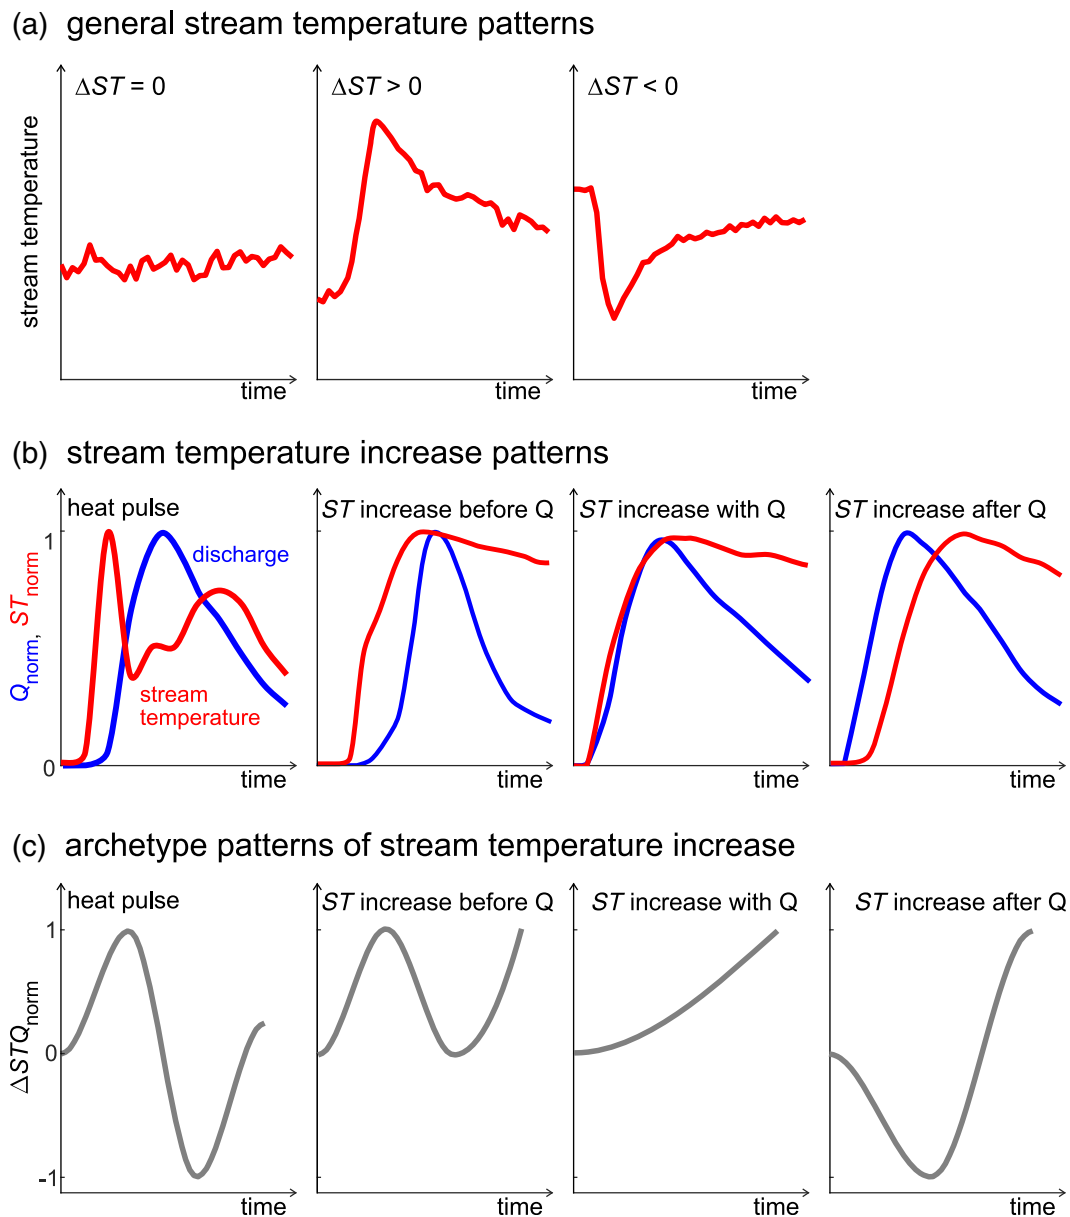 (a) general stream temperature patterns
ΔST = 0
ΔST > 0
ΔST < 0
stream temperature
time
time
time
(b) stream temperature increase patterns
heat pulse
ST increase before Q
ST increase with Q
ST increase after Q
1
discharge
Qnorm, STnorm
stream
temperature
0
time
time
time
time
(c) archetype patterns of stream temperature increase
heat pulse
ST increase before Q
ST increase with Q
ST increase after Q
1
ΔSTQnorm
0
-1
time
time
time
time